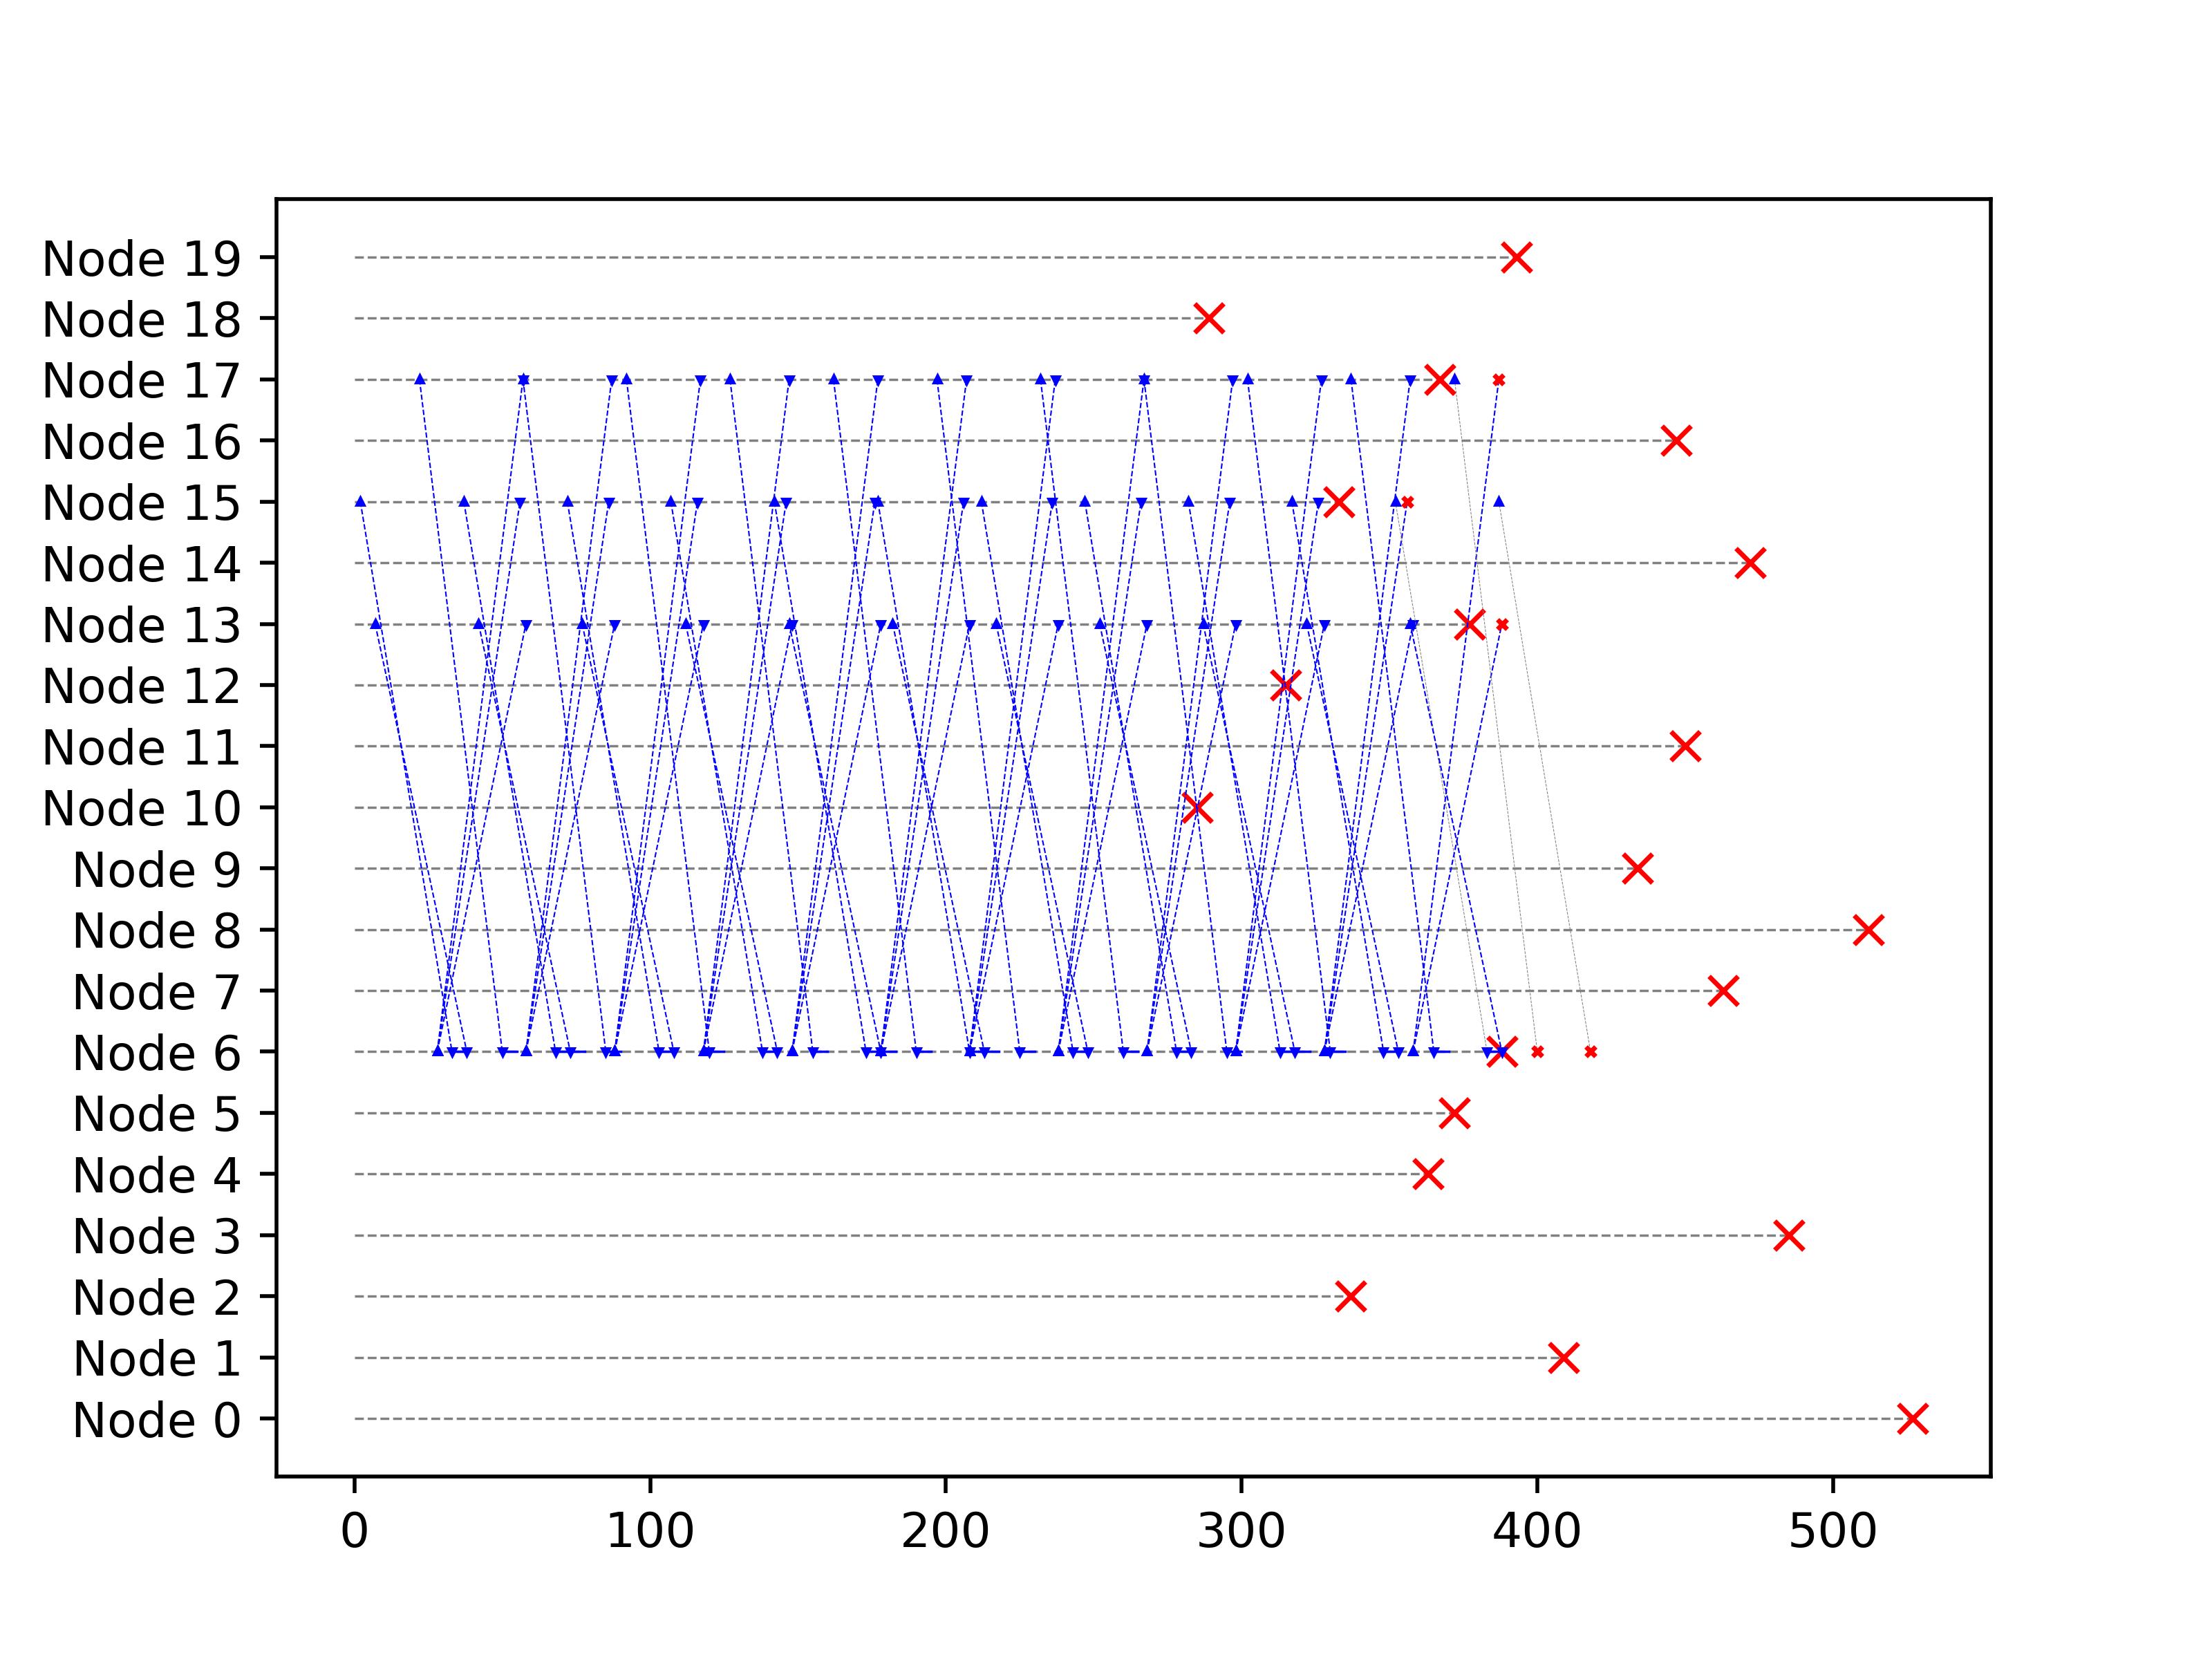 Node 19
Node 18
Node 17
Node 16
Node 15
Node 14
Node 13
Node 12
Node 11
Node 10
Node 9
Node 8
Node 7
Node 6
Node 5
Node 4
Node 3
Node 2
Node 1
Node 0
0 100 200 300 400 500